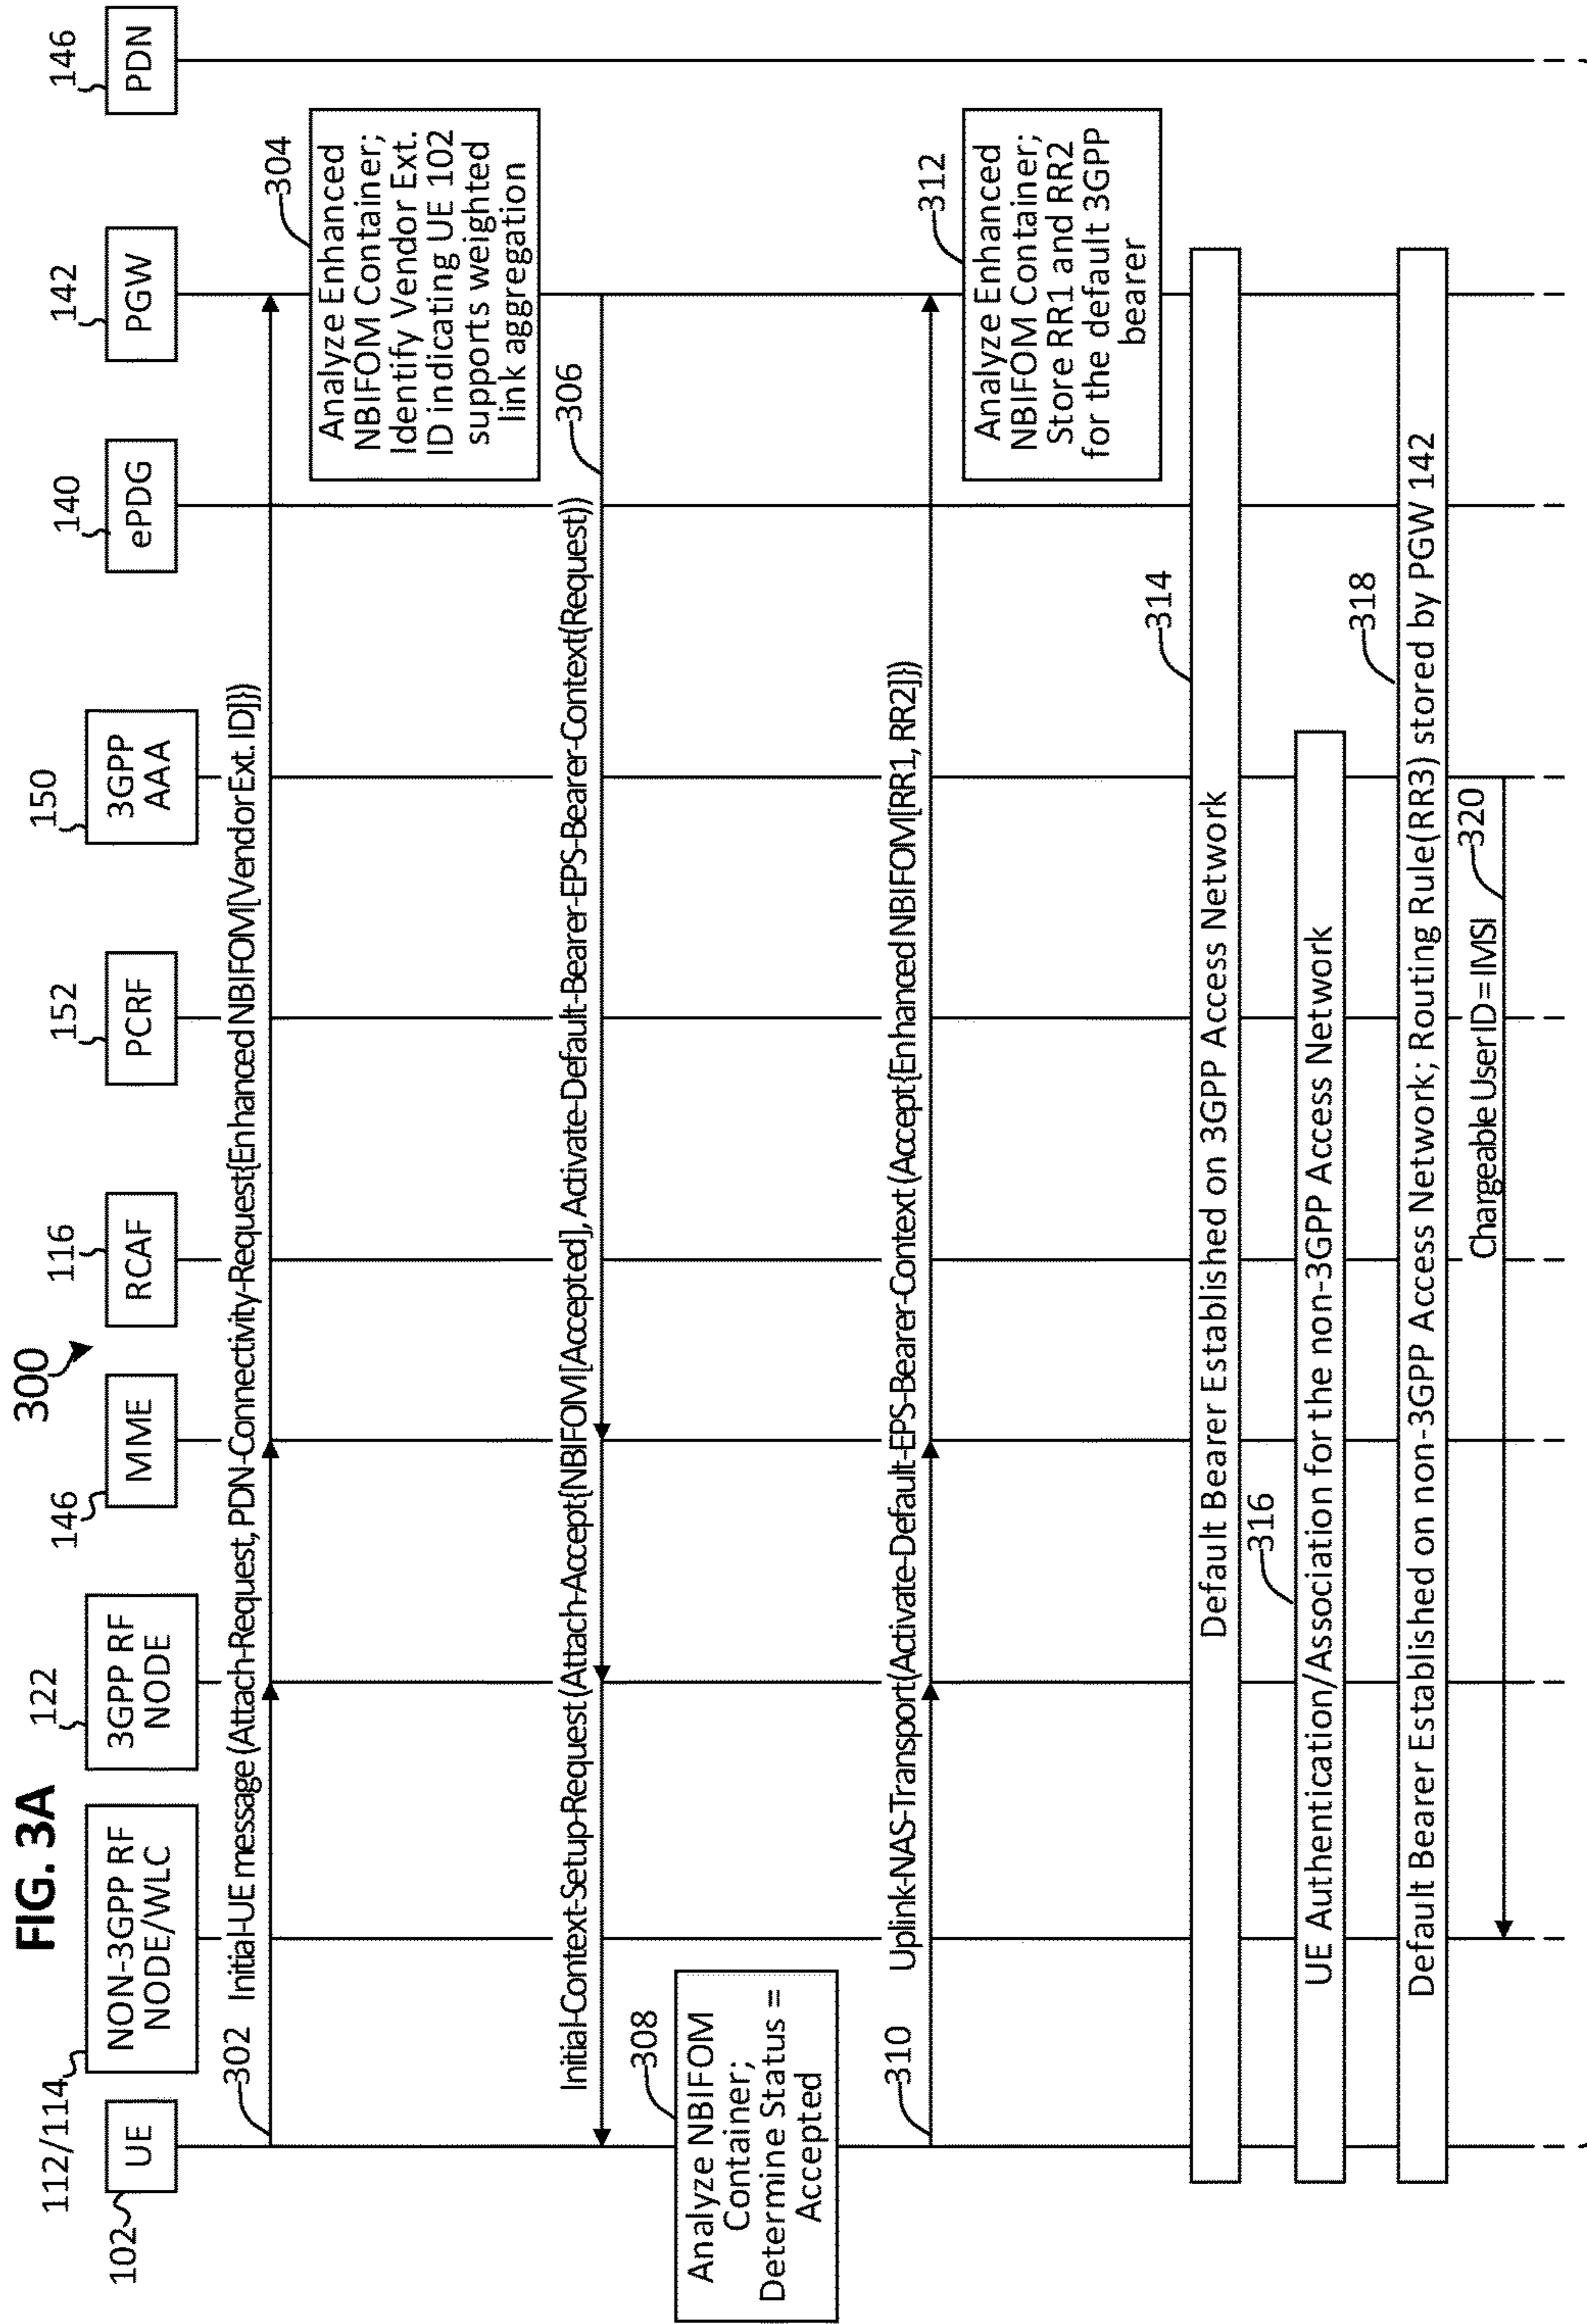 FIG. 3A
300
112/114
122
146
116
152
150
140
142
146
102
UE
NON-3GPP RF
NODE/WLC
3GPP RF
NODE
MME
RCAF
PCRF
3GPP
AAA
ePDG
PGW
PDN
302
Initial-UE message (Attach-Request, PDN-Connectivity-Request{Enhanced NBIFOM[Vendor Ext. ID]})
304
Analyze Enhanced
NBIFOM Container;
Identify Vendor Ext.
ID indicating UE 102
supports weighted
link aggregation
306
Initial-Context-Setup-Request (Attach-Accept{NBIFOM[Accepted], Activate-Default-Bearer-EPS-Bearer-Context(Request))
308
Analyze NBIFOM
Container;
Determine Status =
Accepted
310
Uplink-NAS-Transport(Activate-Default-EPS-Bearer-Context (Accept{Enhanced NBIFOM[RR1, RR2]})
312
Analyze Enhanced
NBIFOM Container;
Store RR1 and RR2
for the default 3GPP
bearer
314
Default Bearer Established on 3GPP Access Network
316
UE Authentication/Association for the non-3GPP Access Network
318
Default Bearer Established on non-3GPP Access Network; Routing Rule(RR3) stored by PGW 142
Chargeable User ID = IMSI
320